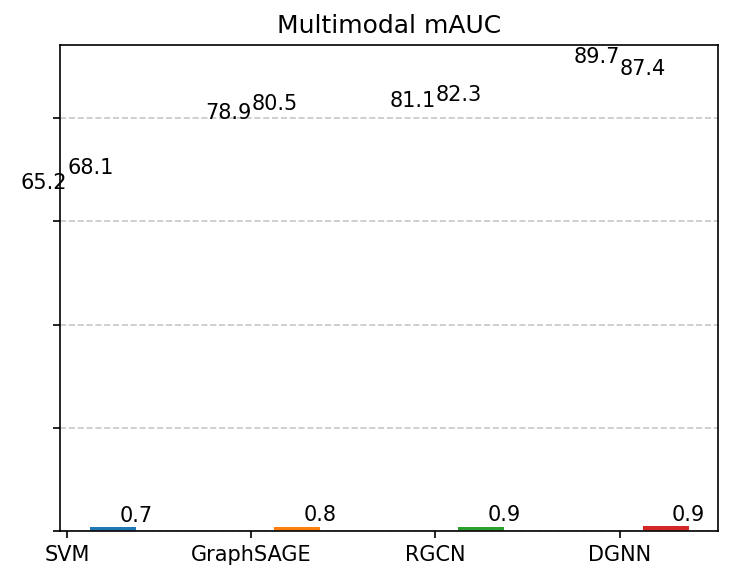 Multimodal mAUC
65.2 68.1 78.9 80.5 81.1 82.3 89.7 87.4
0.7 0.8 0.9 0.9
SVM GraphSAGE RGCN DGNN